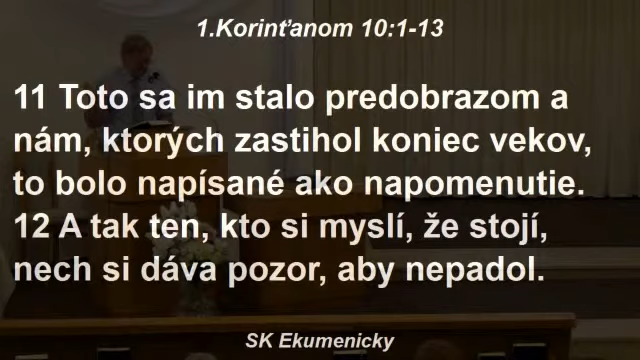 1.Korinťanom 10:1-13
11 Toto sa im stalo predobrazom a
nám, ktorých zastihol koniec vekov,
to bolo napísané ako napomenutie.
12 A tak ten, kto si myslí, že stojí,
nech si dáva pozor, aby nepadol.
SK Ekumenicky